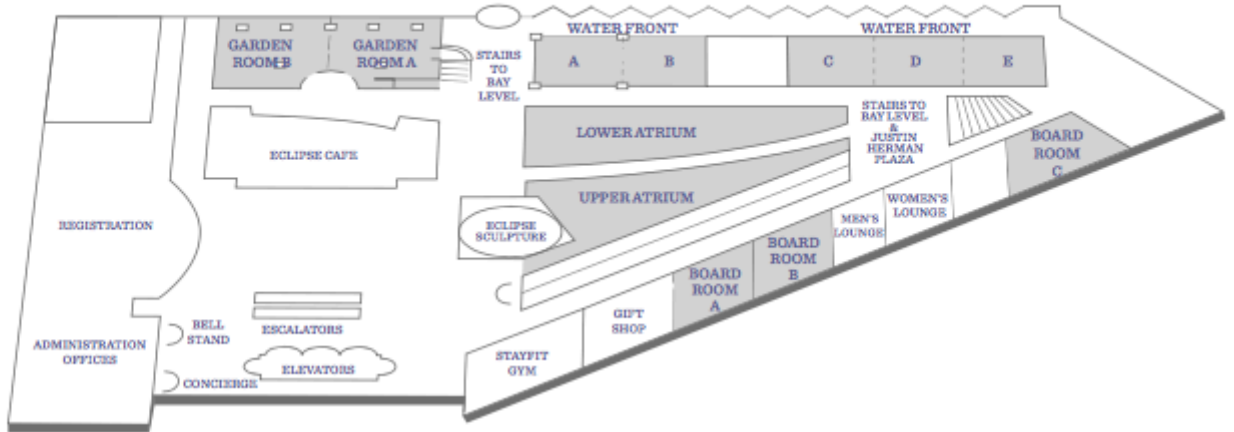 GARDEN
ROOM B
GARDEN
ROOM A
STAIRS
TO
BAY
LEVEL
WATER FRONT
A
B
WATER FRONT
C
D
E
ECLIPSE CAFE
LOWER ATRIUM
UPPER ATRIUM
STAIRS TO
BAY LEVEL
&
JUSTIN
HERMAN
PLAZA
BOARD
ROOM
C
WOMEN'S
LOUNGE
MEN'S
LOUNGE
BOARD
ROOM
B
BOARD
ROOM
A
GIFT
SHOP
STAYFIT
GYM
ECLIPSE
SCULPTURE
REGISTRATION
BELL
STAND
ESCALATORS
ADMINISTRATION
OFFICES
ELEVATORS
CONCIERGE